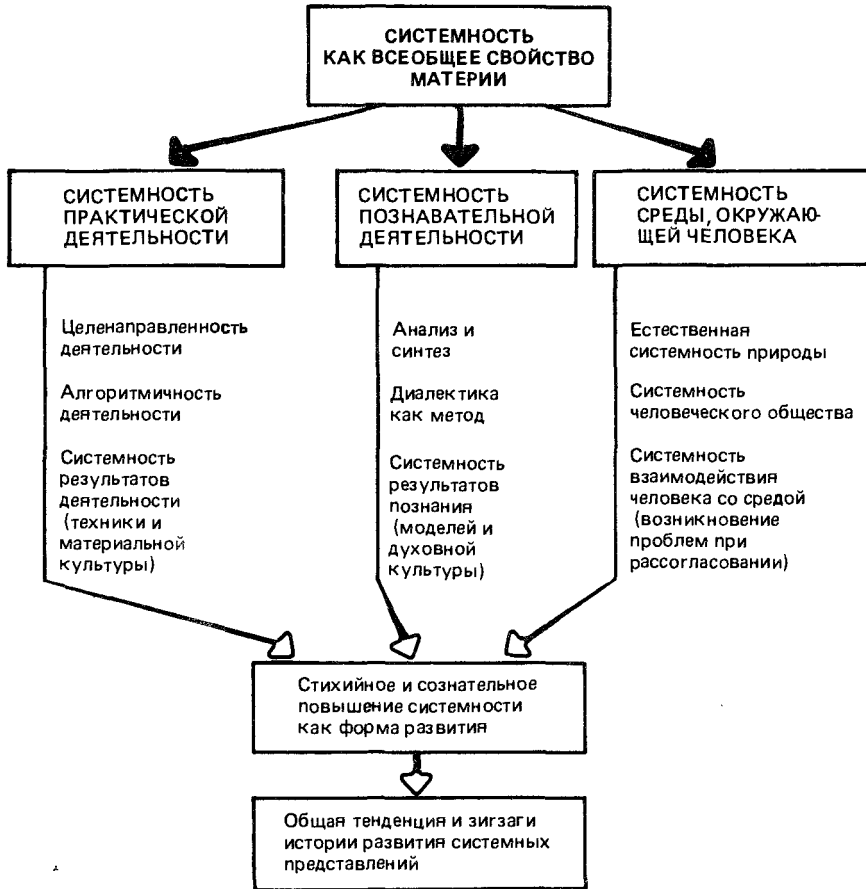 СИСТЕМНОСТЬ
КАК ВСЕОБЩЕЕ СВОЙСТВО
МАТЕРИИ
СИСТЕМНОСТЬ
ПРАКТИЧЕСКОЙ
ДЕЯТЕЛЬНОСТИ
СИСТЕМНОСТЬ
ПОЗНАВАТЕЛЬНОЙ
ДЕЯТЕЛЬНОСТИ
СИСТЕМНОСТЬ
СРЕДЫ, ОКРУЖАЮ-
ЩЕЙ ЧЕЛОВЕКА
Целенаправленность
деятельности
Алгоритмичность
деятельности
Системность
результатов
деятельности
(техники и
материальной
культуры)
Анализ и
синтез
Диалектика
как метод
Системность
результатов
познания
(моделей и
духовной
культуры)
Естественная
системность природы
Системность
человеческого общества
Системность
взаимодействия
человека со средой
(возникновение
проблем при
рассогласовании)
Стихийное и сознательное
повышение системности
как форма развития
Общая тенденция и зигзаги
истории развития системных
представлений